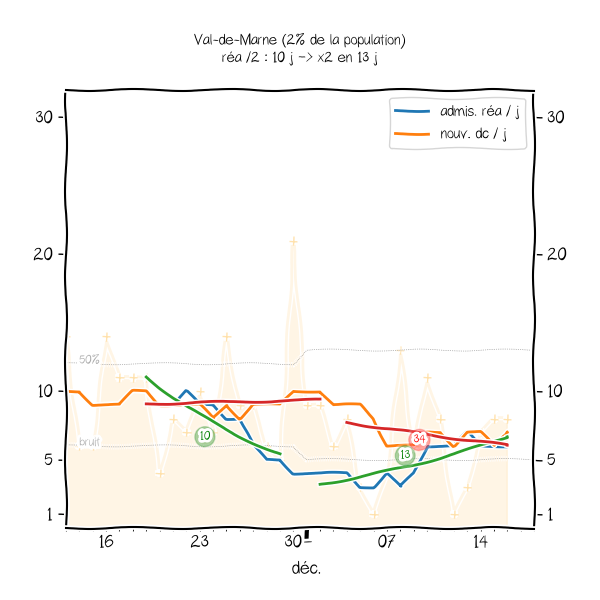 Val-de-Marne (2% de la population)
réa /2 : 10 j -> x2 en 13 j
admis. réa / j
nouv. dc / j
30 30
20 20
50%
10 10
34
10
13
bruit
5 5
1 1
16 23 30 07 14
déc.